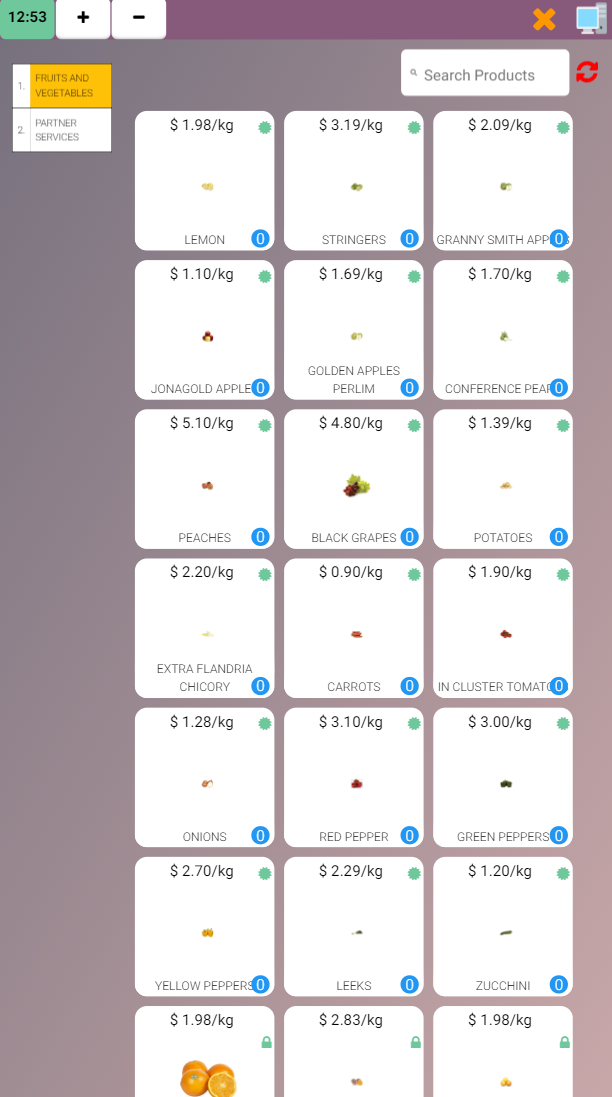 12:53
+
−
Search Products
1. FRUITS AND
VEGETABLES
2. PARTNER
SERVICES
$ 1.98/kg
LEMON 0
$ 3.19/kg
STRINGERS 0
$ 2.09/kg
GRANNY SMITH 0
$ 1.10/kg
JONAGOLD APPLE 0
$ 1.69/kg
GOLDEN APPLES
PERLIM 0
$ 1.70/kg
CONFERENCE 0
$ 5.10/kg
PEACHES 0
$ 4.80/kg
BLACK GRAPES 0
$ 1.39/kg
POTATOES 0
$ 2.20/kg
EXTRA FLANDRIA
CHICORY 0
$ 0.90/kg
CARROTS 0
$ 1.90/kg
IN CLUSTER 0
$ 1.28/kg
ONIONS 0
$ 3.10/kg
RED PEPPER 0
$ 3.00/kg
GREEN PEPPERS 0
$ 2.70/kg
YELLOW PEPPERS 0
$ 2.29/kg
LEEKS 0
$ 1.20/kg
ZUCCHINI 0
$ 1.98/kg
$ 2.83/kg
$ 1.98/kg